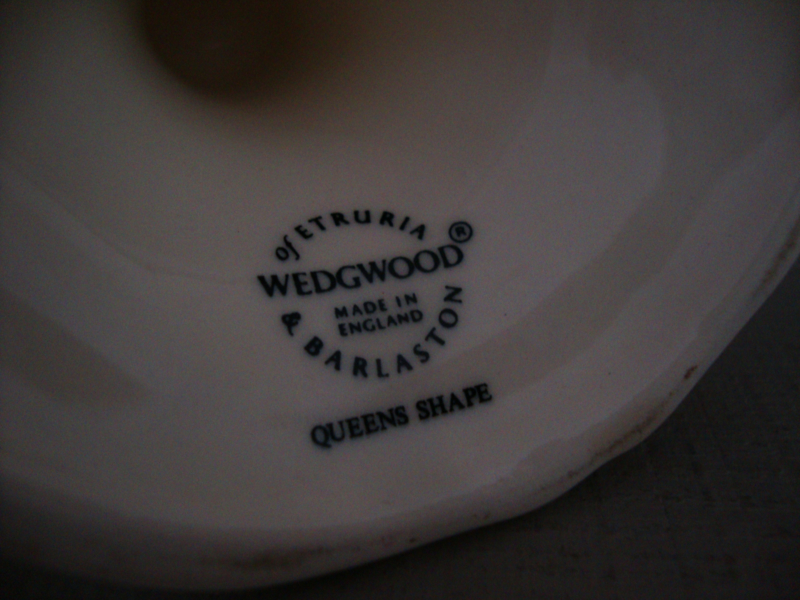 of ETRURIA
WEDGWOOD®
MADE IN
ENGLAND
& BARLASTON
QUEENS SHAPE